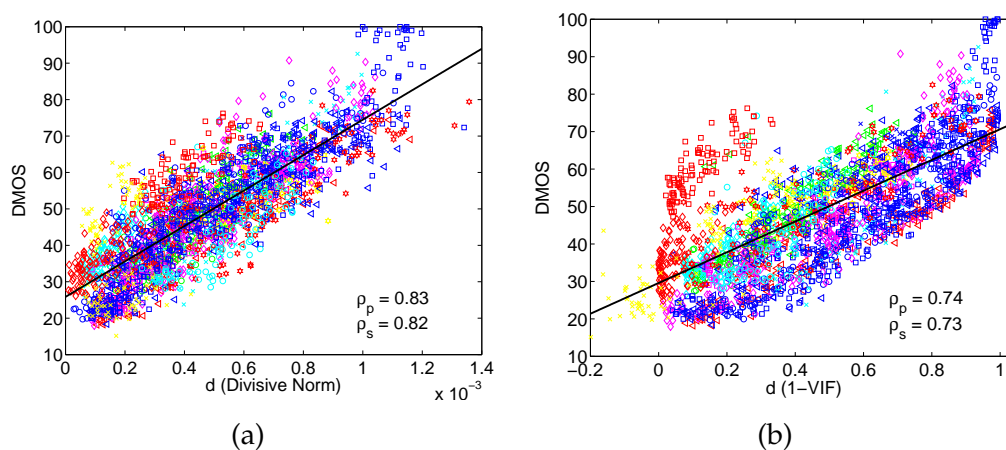 100
90
80
70
60
50
40
30
20
10
DMOS
ρp = 0.83
ρs = 0.82
0 0.2 0.4 0.6 0.8 1 1.2 1.4
d (Divisive Norm)
x 10⁻³
(a)
100
90
80
70
60
50
40
30
20
10
DMOS
ρp = 0.74
ρs = 0.73
−0.2 0 0.2 0.4 0.6 0.8 1
d (1−VIF)
(b)